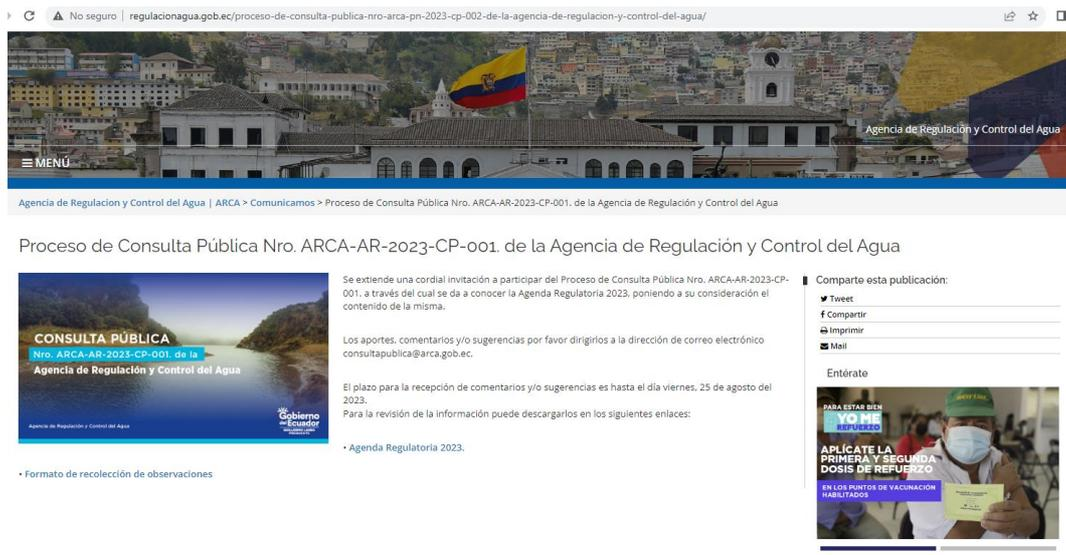 No seguro
regulacionagua.gob.ec/proceso-de-consulta-publica-nro-arca-pn-2023-cp-002-de-la-agencia-de-regulacion-y-control-del-agua/
Agencia de Regulación y Control del Agua
MENÚ
Agencia de Regulacion y Control del Agua | ARCA > Comunicamos > Proceso de Consulta Pública Nro. ARCA-AR-2023-CP-001. de la Agencia de Regulación y Control del Agua
Proceso de Consulta Pública Nro. ARCA-AR-2023-CP-001. de la Agencia de Regulación y Control del Agua
CONSULTA PÚBLICA
Nro. ARCA-AR-2023-CP-001. de la
Agencia de Regulación y Control del Agua
Agencia de Regulación y Control del Agua
Gobierno
del Ecuador
GUILLERMO LASSO
PRESIDENTE
• Formato de recolección de observaciones
Se extiende una cordial invitación a participar del Proceso de Consulta Pública Nro. ARCA-AR-2023-CP-
001. a través del cual se da a conocer la Agenda Regulatoria 2023, poniendo a su consideración el
contenido de la misma.
Los aportes, comentarios y/o sugerencias por favor dirigirlos a la dirección de correo electrónico
consultapublica@arca.gob.ec.
El plazo para la recepción de comentarios y/o sugerencias es hasta el día viernes, 25 de agosto del
2023.
Para la revisión de la información puede descargarlos en los siguientes enlaces:
• Agenda Regulatoria 2023.
Comparte esta publicación:
Tweet
Compartir
Imprimir
Mail
Entérate
PARA ESTAR BIEN
YO ME
REFUERZO
APLÍCATE LA
PRIMERA Y SEGUNDA
DOSIS DE REFUERZO
EN LOS PUNTOS DE VACUNACIÓN
HABILITADOS